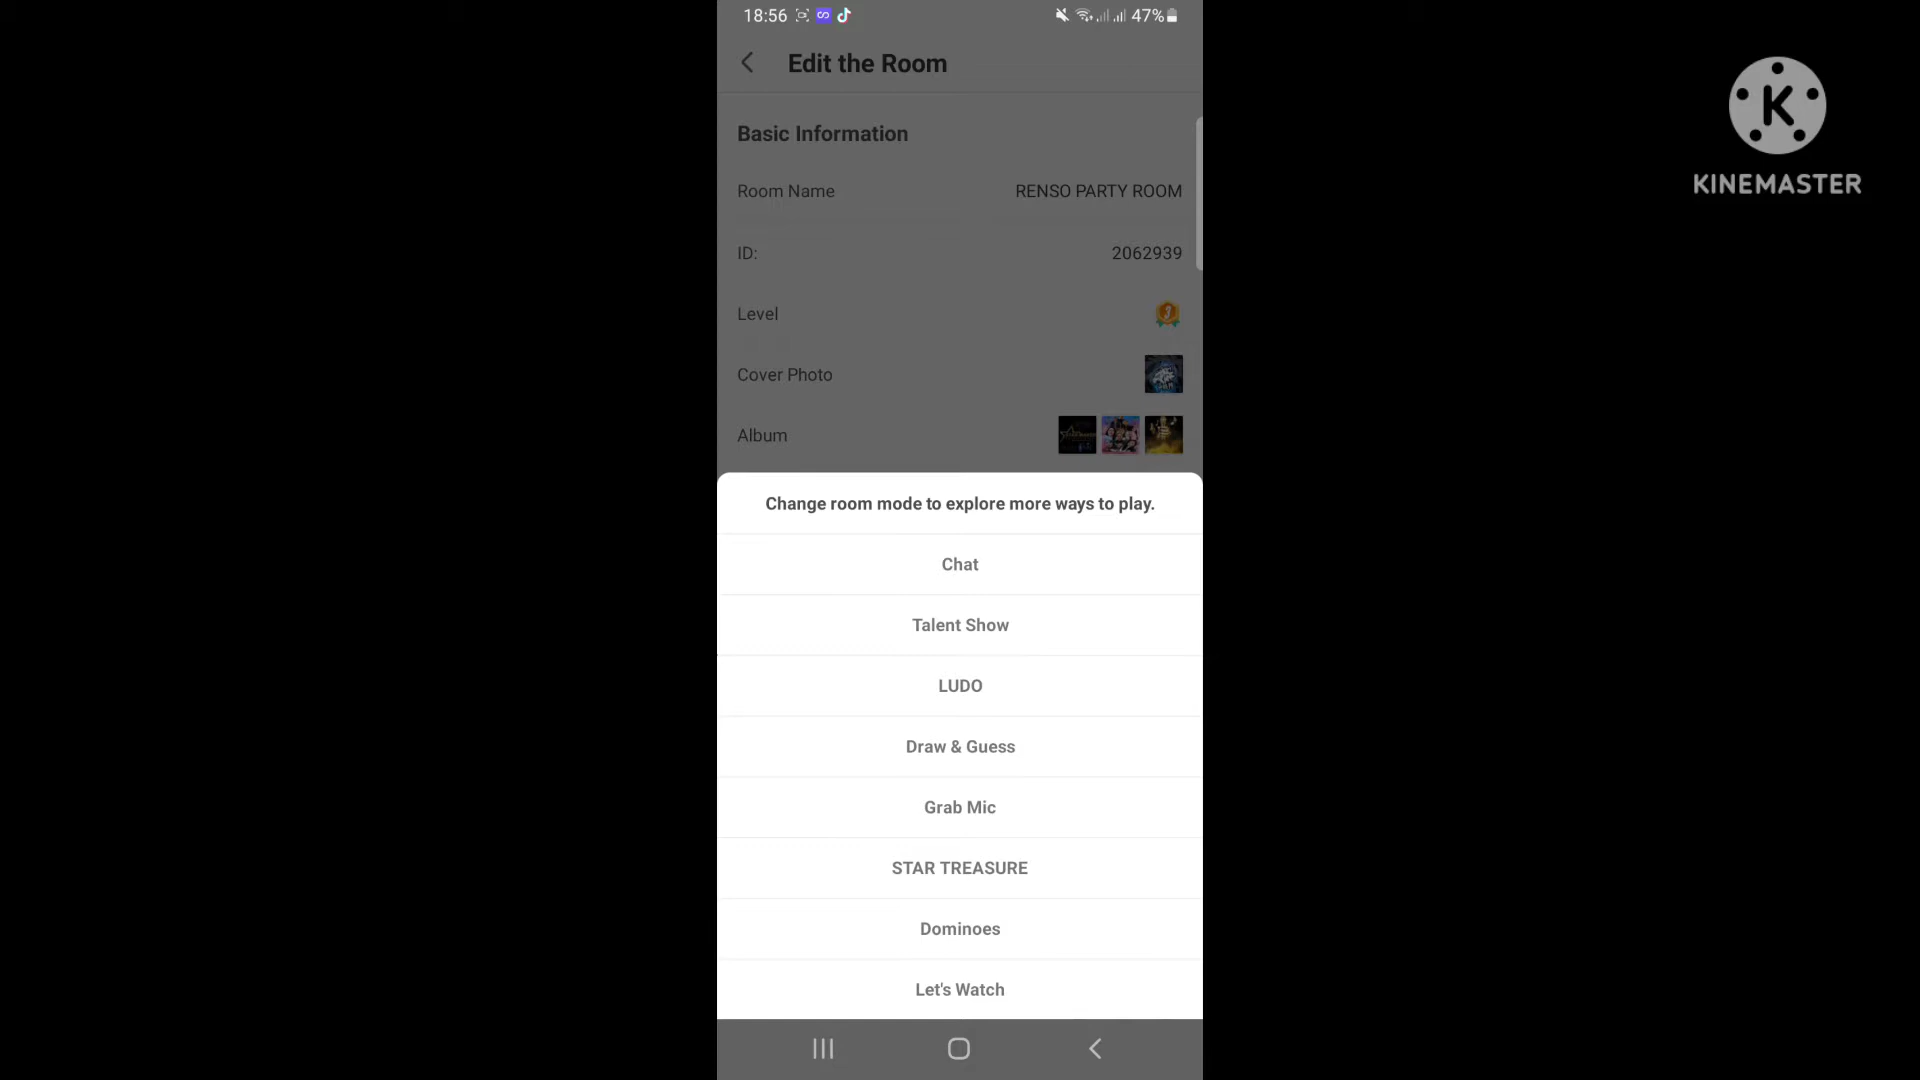 18:56 47%
Edit the Room
Basic Information
Room Name RENSO PARTY ROOM
ID: 2062939
Level
Cover Photo
Album
Change room mode to explore more ways to play.
Chat
Talent Show
LUDO
Draw & Guess
Grab Mic
STAR TREASURE
Dominoes
Let's Watch
K
KINEMASTER